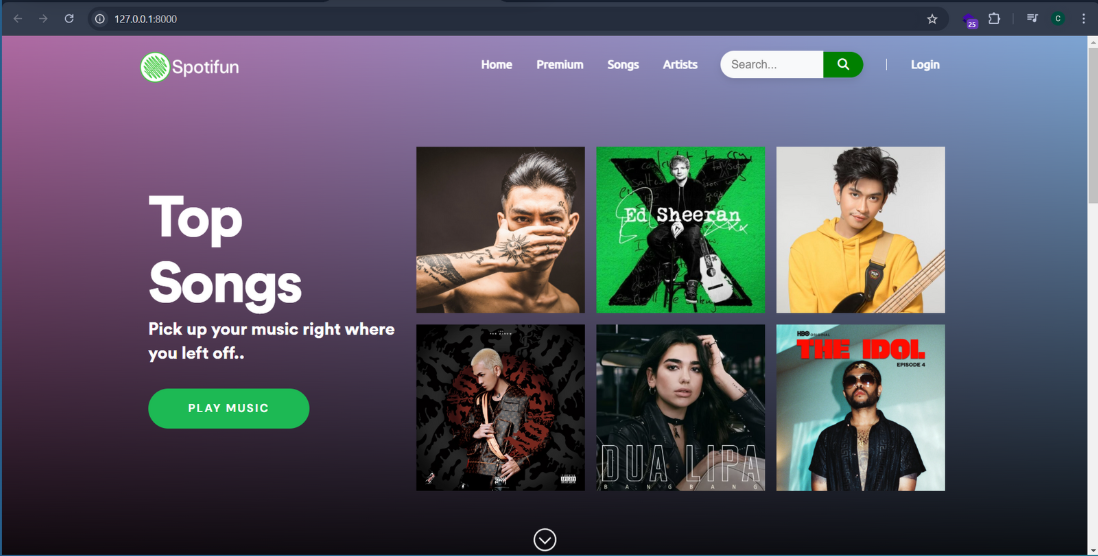 127.0.0.1:8000
25
C
Spotifun
Home
Premium
Songs
Artists
Search...
|
Login
Top
Songs
Pick up your music right where
you left off..
PLAY MUSIC
Ed Sheeran
X
HBO
THE IDOL
EPISODE 4
DUA LIPA
BANG BANG